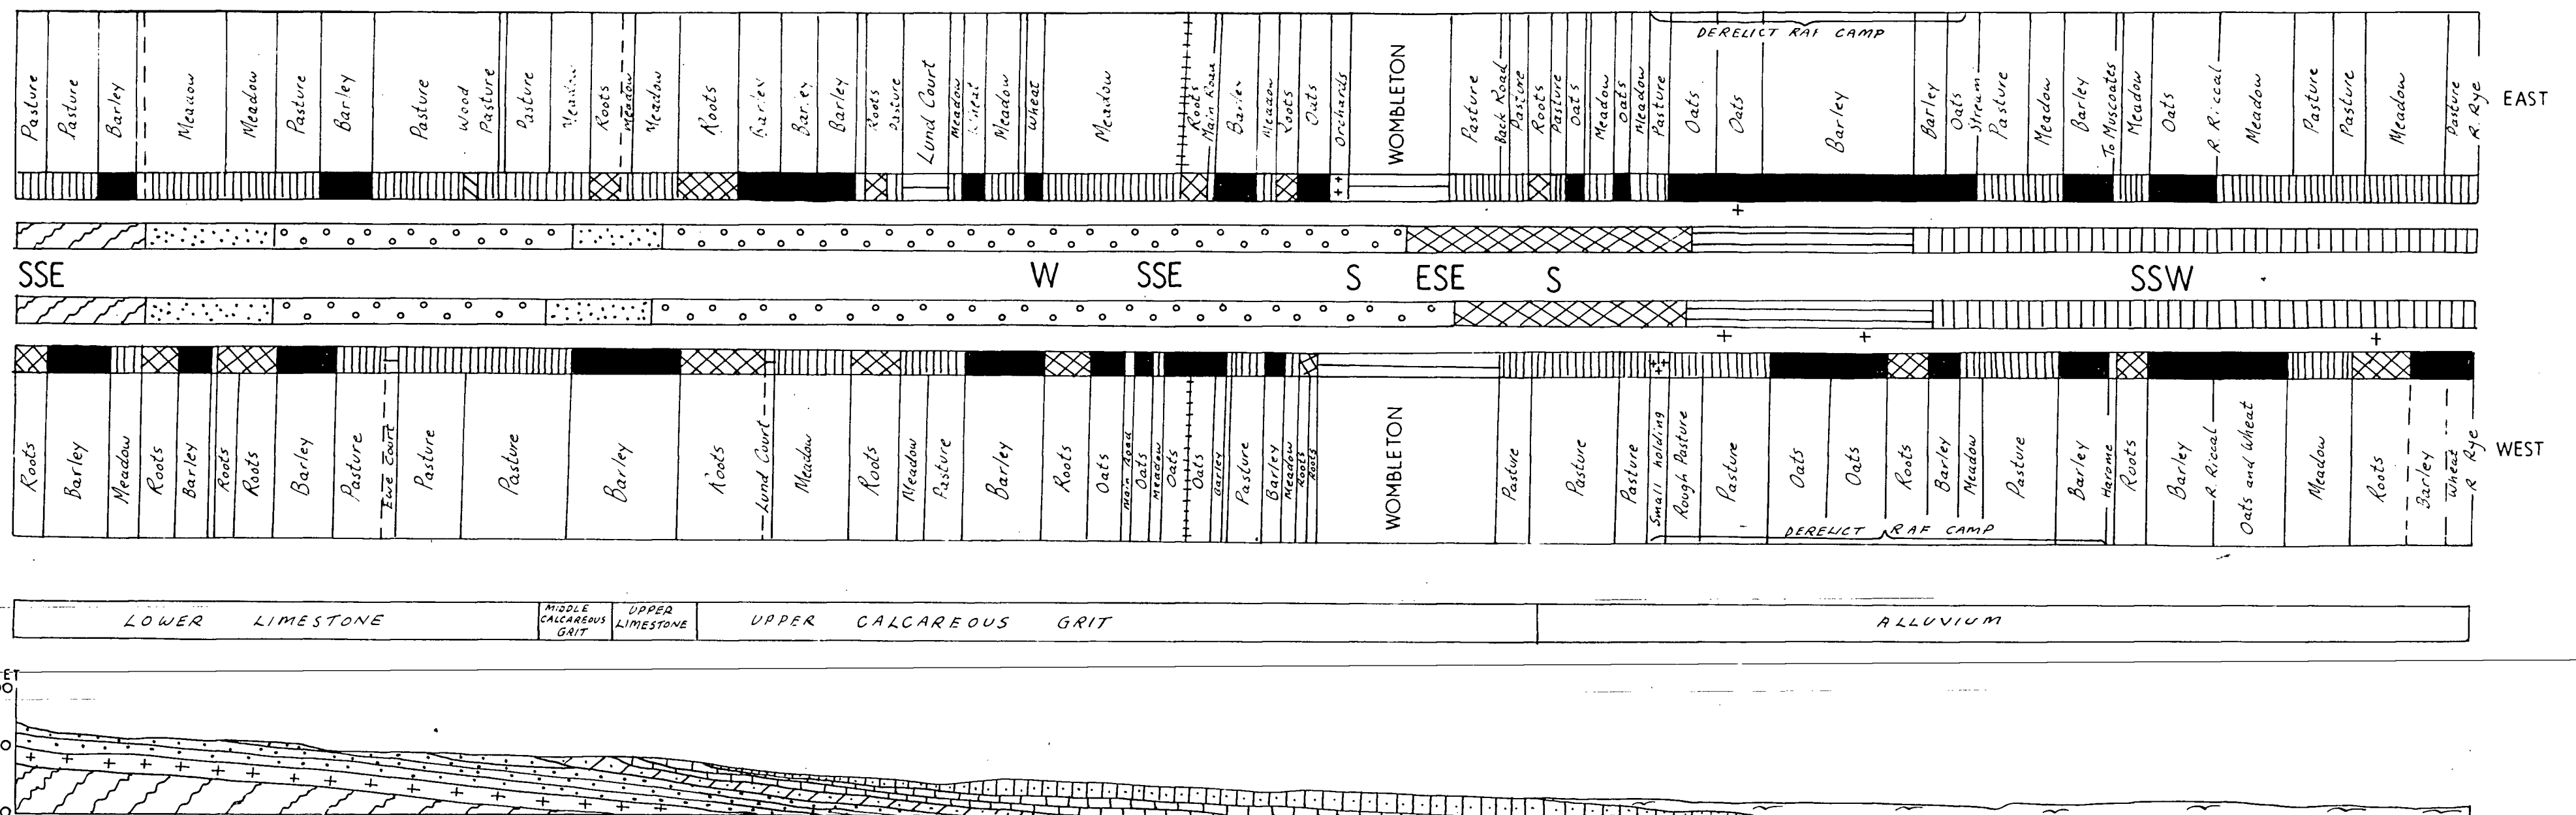 Pasture
Pasture
Barley
Meadow
Meadow
Pasture
Barley
Pasture
Wood
Pasture
Pasture
Meadow
Roots
Meadow
Meadow
Roots
Barley
Barley
Barley
Roots
Pasture
Lund Court
Meadow
Wheat
Meadow
Wheat
Meadow
Roots
Main Road
Barley
Meadow
Roots
Oats
Orchards
WOMBLETON
Pasture
Back Road
Pasture
Roots
Pasture
Oats
Meadow
Oats
Meadow
Pasture
DERELICT RAF CAMP
Oats
Oats
Barley
Barley
Oats
Stream
Pasture
Meadow
Barley
To Muscoates
Meadow
Oats
R. Riccal
Meadow
Pasture
Pasture
Meadow
Pasture
R. Rye
EAST
SSE W SSE S ESE S SSW
Roots
Barley
Meadow
Roots
Barley
Roots
Roots
Barley
Pasture
Ewe Court
Pasture
Pasture
Barley
Roots
Lund Court
Meadow
Roots
Meadow
Pasture
Barley
Roots
Oats
Main Road
Oats
Meadow
Oats
Oats
Barley
Pasture
Barley
Meadow
Roots
Roots
WOMBLETON
Pasture
Pasture
Pasture
Small holding
Rough Pasture
Pasture
Oats
Oats
Roots
Barley
Meadow
Pasture
DERELICT RAF CAMP
Barley
Harome
Roots
Barley
R. Rical
Oats and Wheat
Meadow
Roots
Barley
Wheat
R Rye
WEST
LOWER LIMESTONE
MIDDLE
CALCAREOUS
GRIT
UPPER
LIMESTONE
UPPER CALCAREOUS GRIT
ALLUVIUM